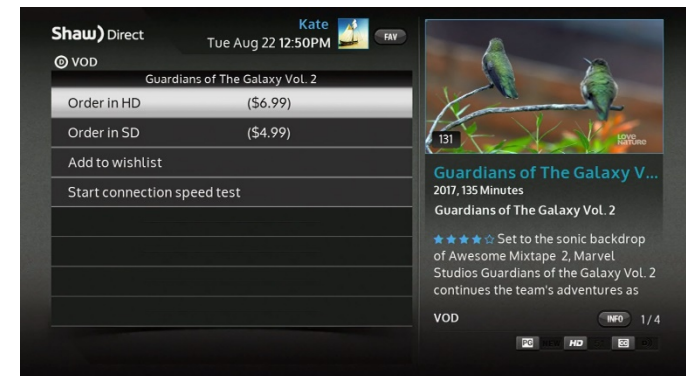 Shaw) Direct
Kate
Tue Aug 22 12:50PM
FAV
VOD
Guardians of The Galaxy Vol. 2
Order in HD ($6.99)
Order in SD ($4.99)
Add to wishlist
Start connection speed test
131
LOVE
NATURE
Guardians of The Galaxy V...
2017, 135 Minutes
Guardians of The Galaxy Vol. 2
Set to the sonic backdrop
of Awesome Mixtape 2, Marvel
Studios Guardians of the Galaxy Vol. 2
continues the team's adventures as
VOD
INFO 1/4
PG HD CC